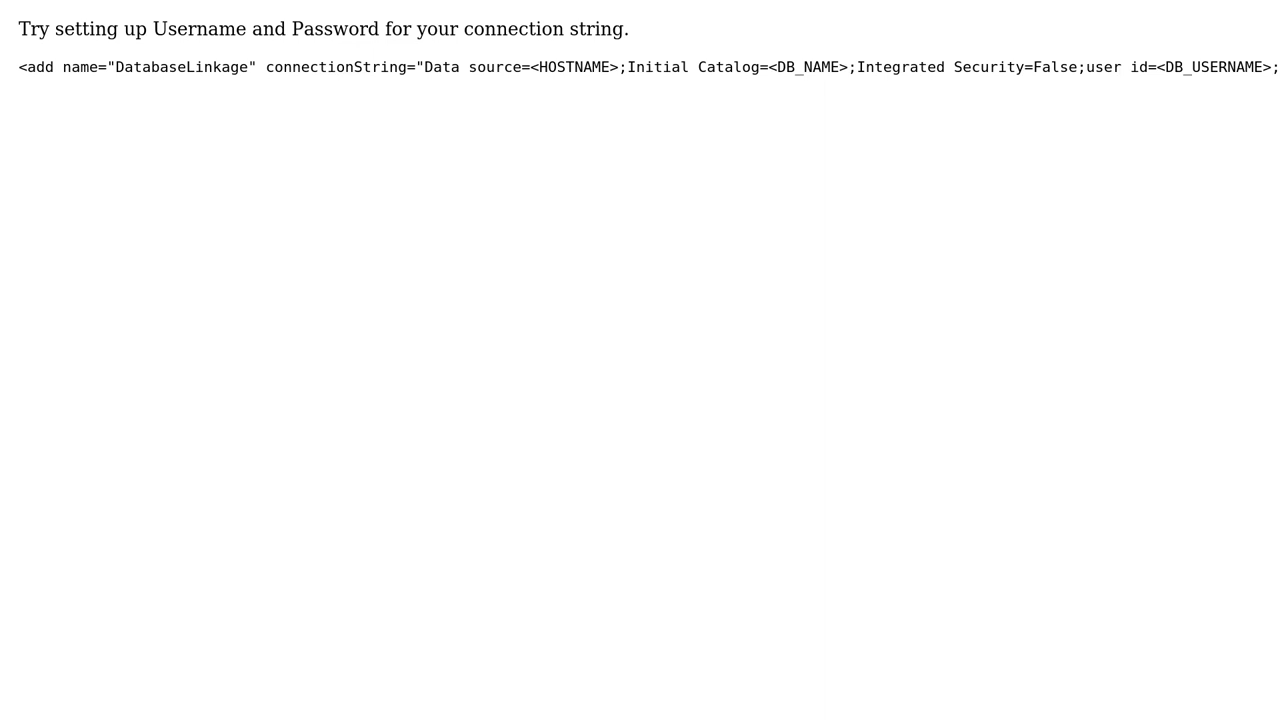 Try setting up Username and Password for your connection string.
<add name="DatabaseLinkage" connectionString="Data source=<HOSTNAME>;Initial Catalog=<DB_NAME>;Integrated Security=False;user id=<DB_USERNAME>;